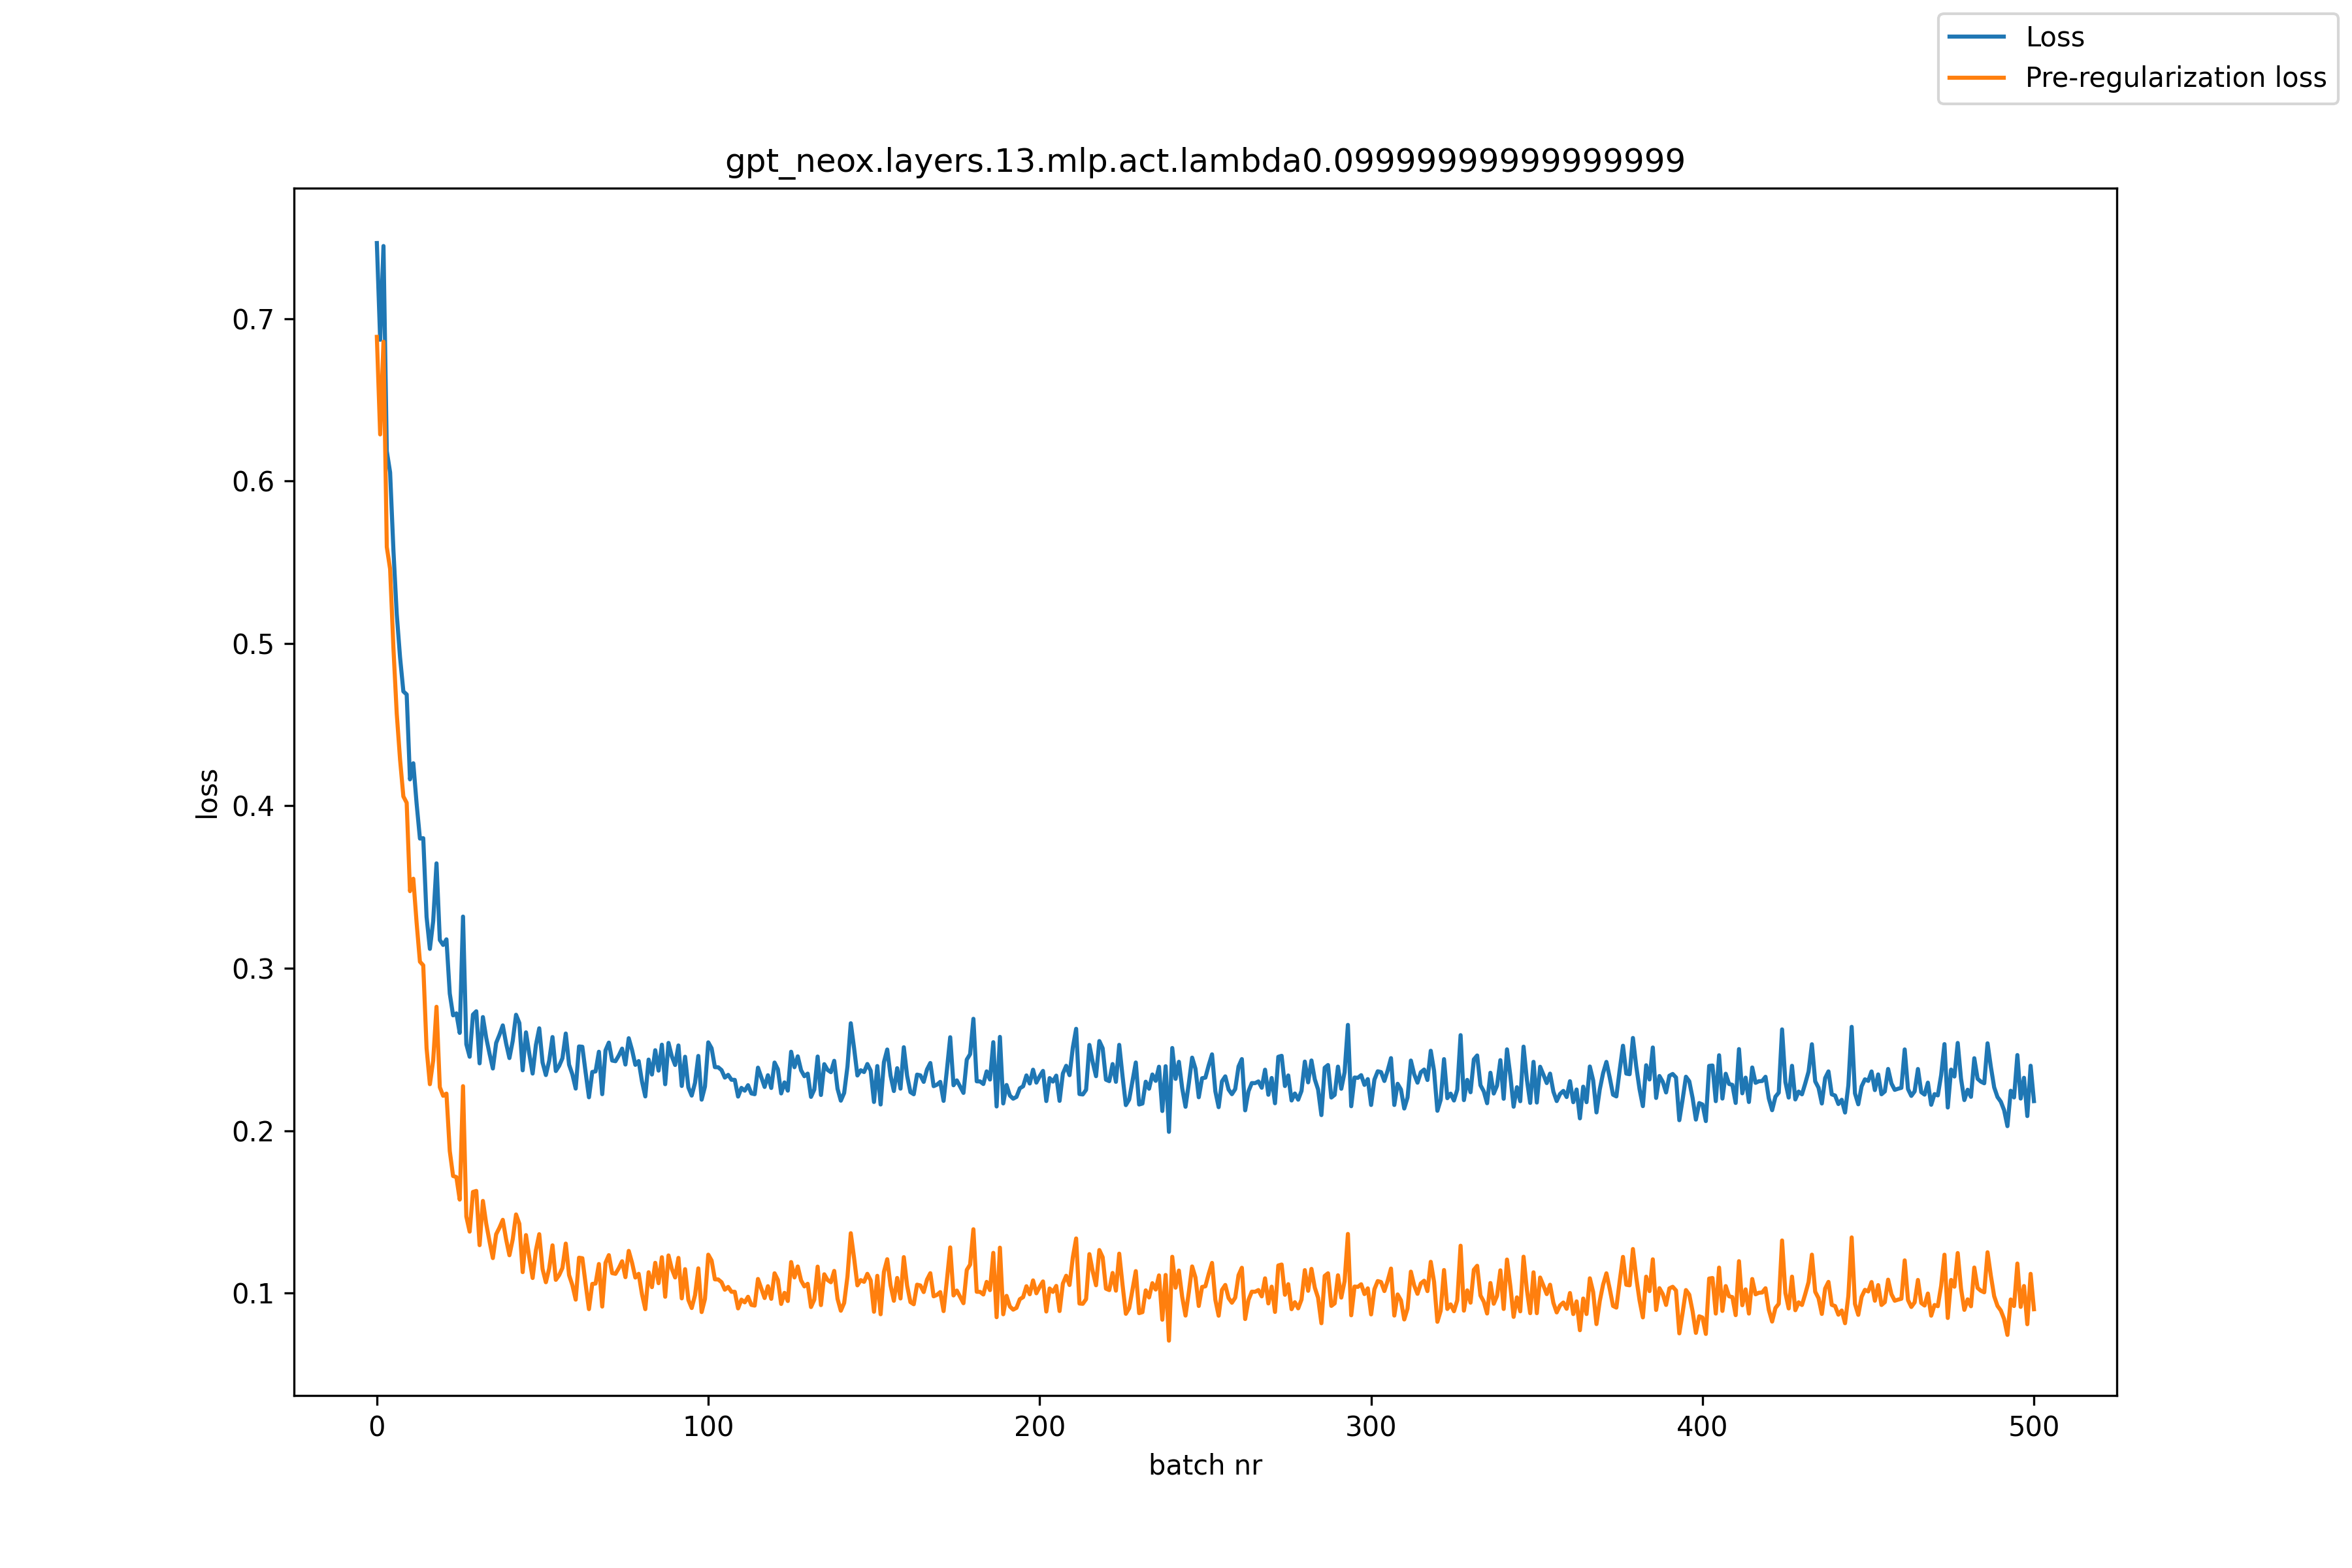 Loss
Pre-regularization loss
gpt_neox.layers.13.mlp.act.lambda0.09999999999999999
0.7
0.6
0.5
0.4
0.3
0.2
0.1
loss
0 100 200 300 400 500
batch nr